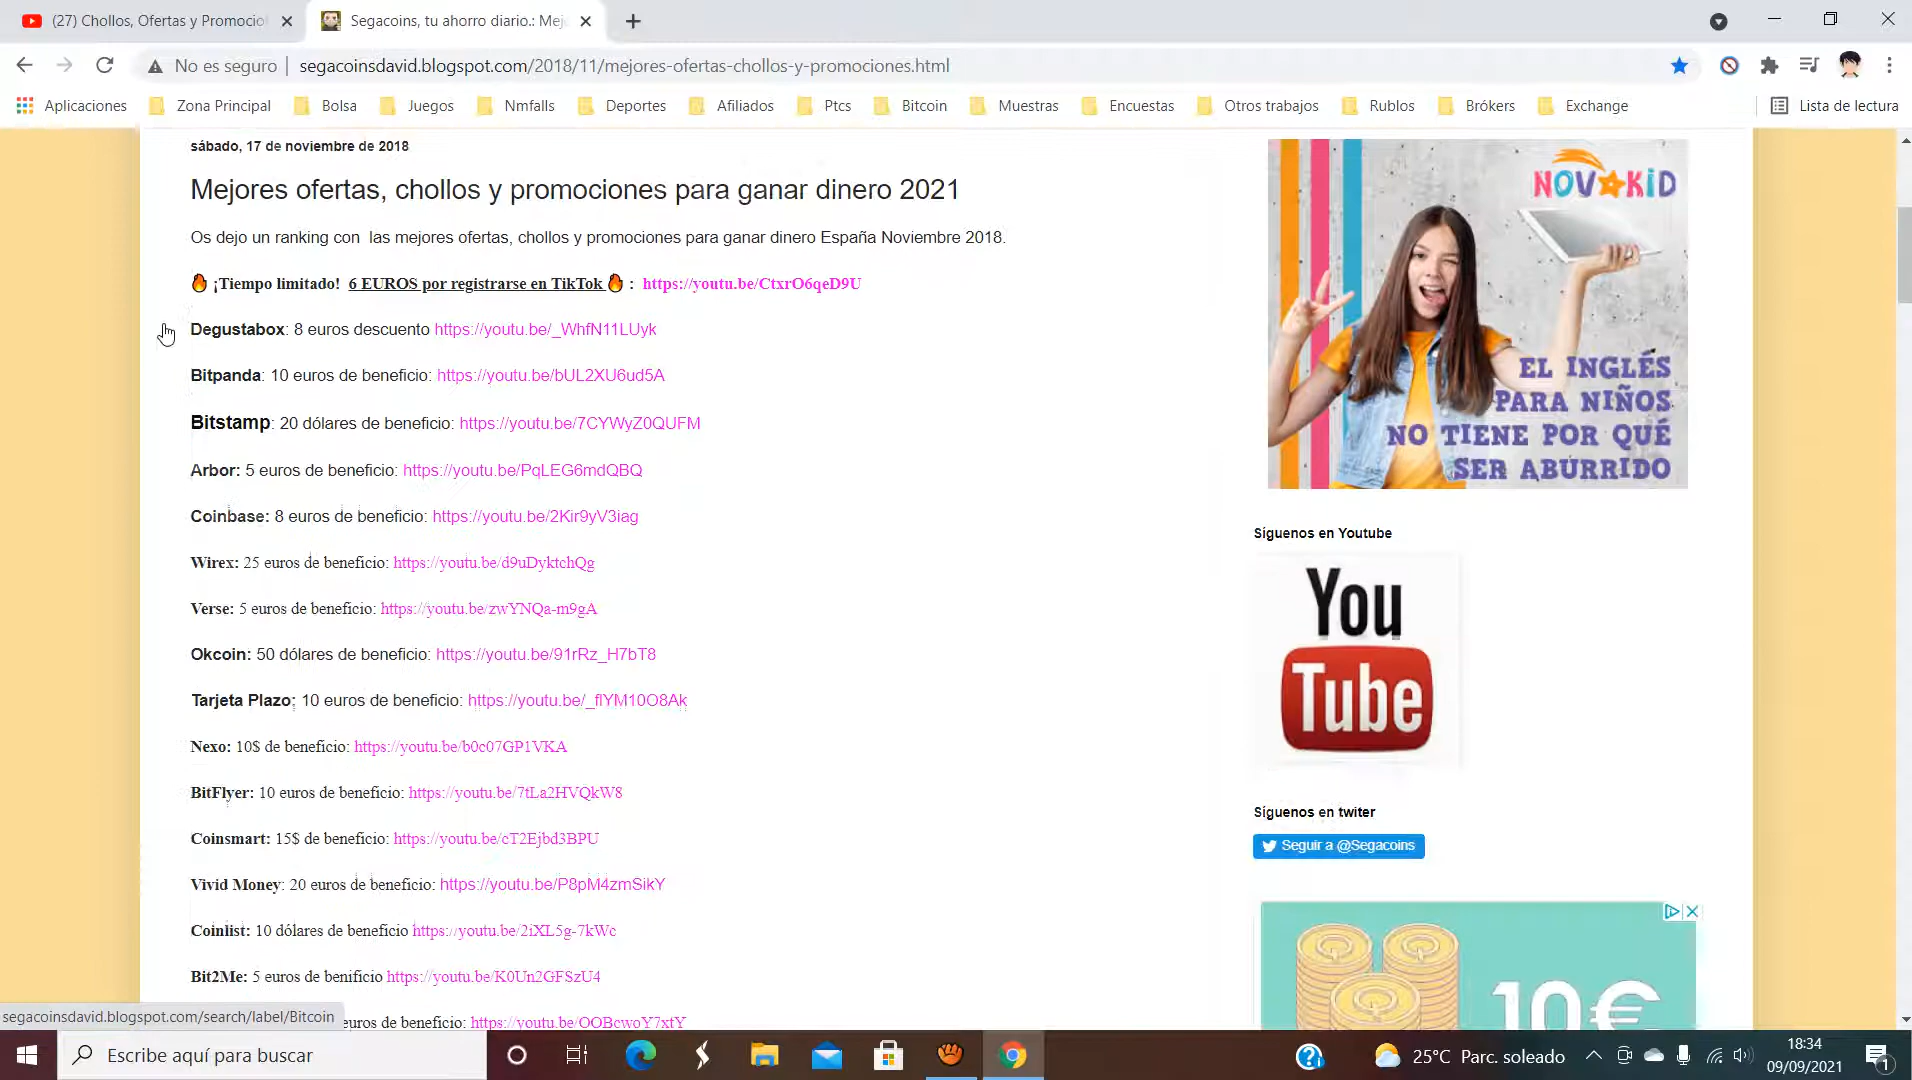 (27) Chollos, Ofertas y Promocio
Segacoins, tu ahorro diario.: Mej
No es seguro
segacoinsdavid.blogspot.com/2018/11/mejores-ofertas-chollos-y-promociones.html
Aplicaciones
Zona Principal
Bolsa
Juegos
Nmfalls
Deportes
Afiliados
Ptcs
Bitcoin
Muestras
Encuestas
Otros trabajos
Rublos
Brókers
Exchange
Lista de lectura
sábado, 17 de noviembre de 2018
Mejores ofertas, chollos y promociones para ganar dinero 2021
Os dejo un ranking con las mejores ofertas, chollos y promociones para ganar dinero España Noviembre 2018.
¡Tiempo limitado! 6 EUROS por registrarse en TikTok : https://youtu.be/CtxrO6qeD9U
Degustabox: 8 euros descuento https://youtu.be/_WhfN11LUyk
Bitpanda: 10 euros de beneficio: https://youtu.be/bUL2XU6ud5A
Bitstamp: 20 dólares de beneficio: https://youtu.be/7CYWyZ0QUFM
Arbor: 5 euros de beneficio: https://youtu.be/PqLEG6mdQBQ
Coinbase: 8 euros de beneficio: https://youtu.be/2Kir9yV3iag
Wirex: 25 euros de beneficio: https://youtu.be/d9uDyktchQg
Verse: 5 euros de beneficio: https://youtu.be/zwYNQa-m9gA
Okcoin: 50 dólares de beneficio: https://youtu.be/91rRz_H7bT8
Tarjeta Plazo: 10 euros de beneficio: https://youtu.be/_flYM10O8Ak
Nexo: 10$ de beneficio: https://youtu.be/b0c07GP1VKA
BitFlyer: 10 euros de beneficio: https://youtu.be/7tLa2HVQkW8
Coinsmart: 15$ de beneficio: https://youtu.be/cT2Ejbd3BPU
Vivid Money: 20 euros de beneficio: https://youtu.be/P8pM4zmSikY
Coinlist: 10 dólares de beneficio https://youtu.be/2iXL5g-7kWc
Bit2Me: 5 euros de benificio https://youtu.be/K0Un2GFSzU4
euros de beneficio: https://youtu.be/OOBcwoY7xtY
NOVAKID
EL INGLÉS
PARA NIÑOS
NO TIENE POR QUÉ
SER ABURRIDO
Síguenos en Youtube
You
Tube
Síguenos en twiter
Seguir a @Segacoins
10€
segacoinsdavid.blogspot.com/search/label/Bitcoin
Escribe aquí para buscar
25°C Parc. soleado
18:34
09/09/2021
1